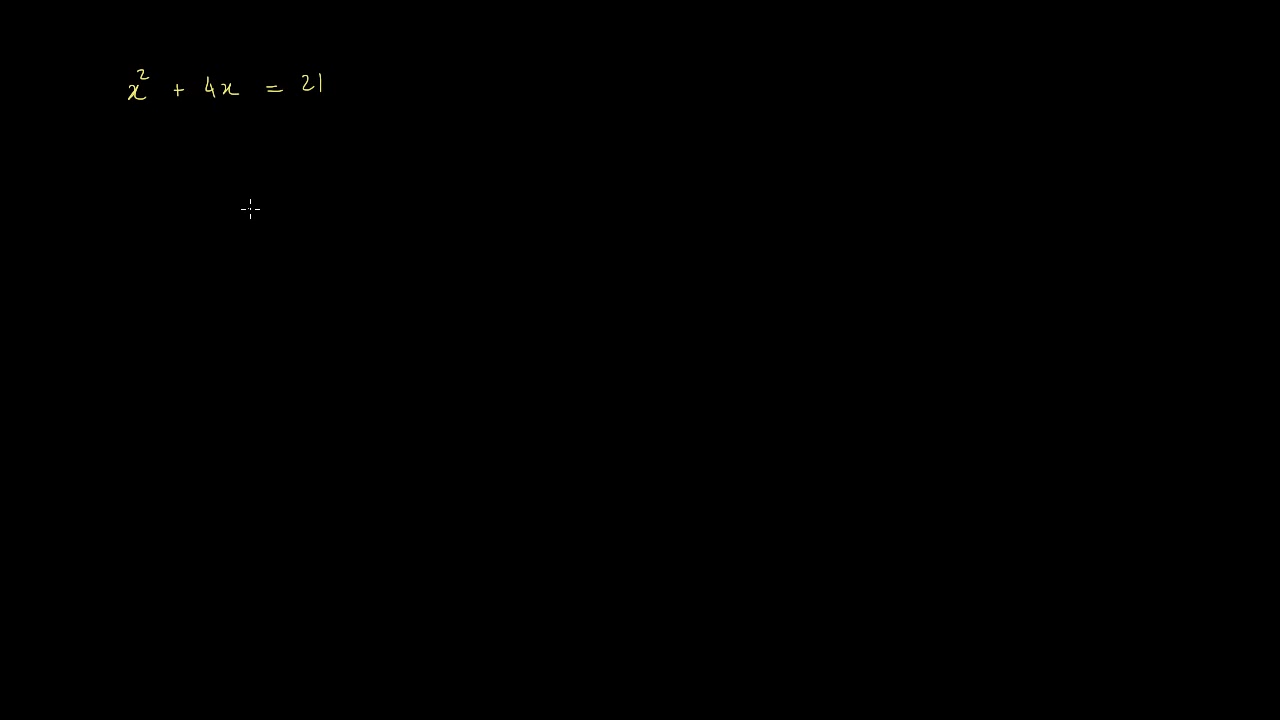 x² + 4x = 21